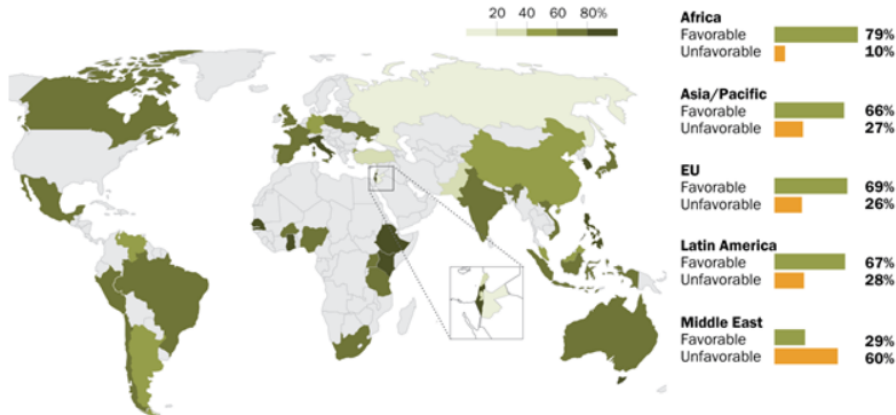 20 40 60 80%
Africa
Favorable 79%
Unfavorable 10%
Asia/Pacific
Favorable 66%
Unfavorable 27%
EU
Favorable 69%
Unfavorable 26%
Latin America
Favorable 67%
Unfavorable 28%
Middle East
Favorable 29%
Unfavorable 60%